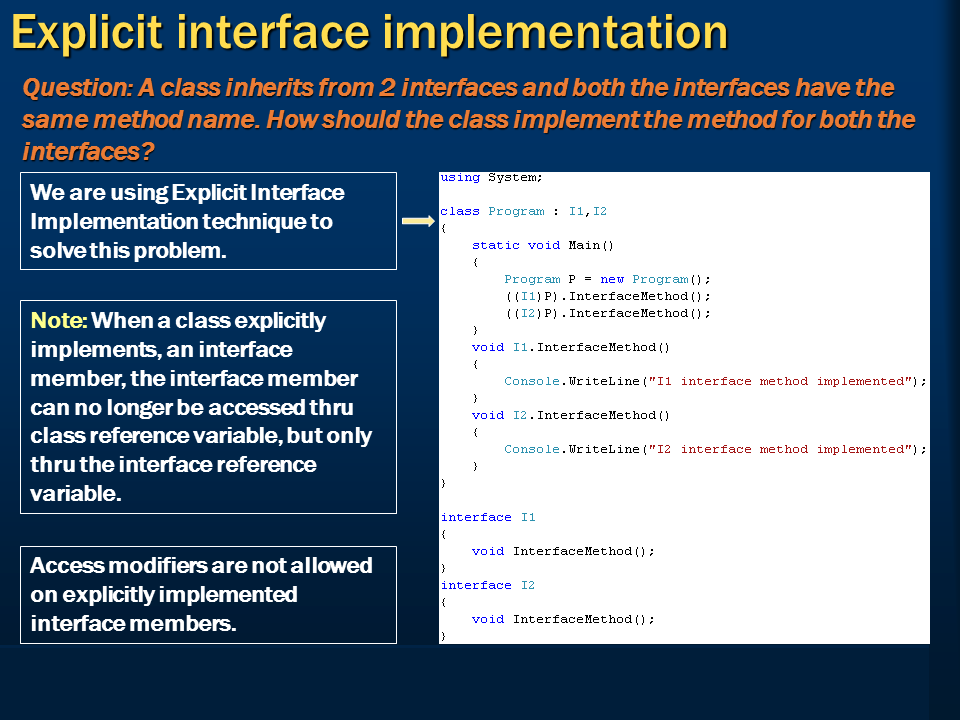 Explicit interface implementation
Question: A class inherits from 2 interfaces and both the interfaces have the
same method name. How should the class implement the method for both the
interfaces?
We are using Explicit Interface
Implementation technique to
solve this problem.
Note: When a class explicitly
implements, an interface
member, the interface member
can no longer be accessed thru
class reference variable, but only
thru the interface reference
variable.
Access modifiers are not allowed
on explicitly implemented
interface members.
using System;
class Program : I1,I2
{
    static void Main()
    {
        Program P = new Program();
        ((I1)P).InterfaceMethod();
        ((I2)P).InterfaceMethod();
    }
    void I1.InterfaceMethod()
    {
        Console.WriteLine("I1 interface method implemented");
    }
    void I2.InterfaceMethod()
    {
        Console.WriteLine("I2 interface method implemented");
    }
}
interface I1
{
    void InterfaceMethod();
}
interface I2
{
    void InterfaceMethod();
}